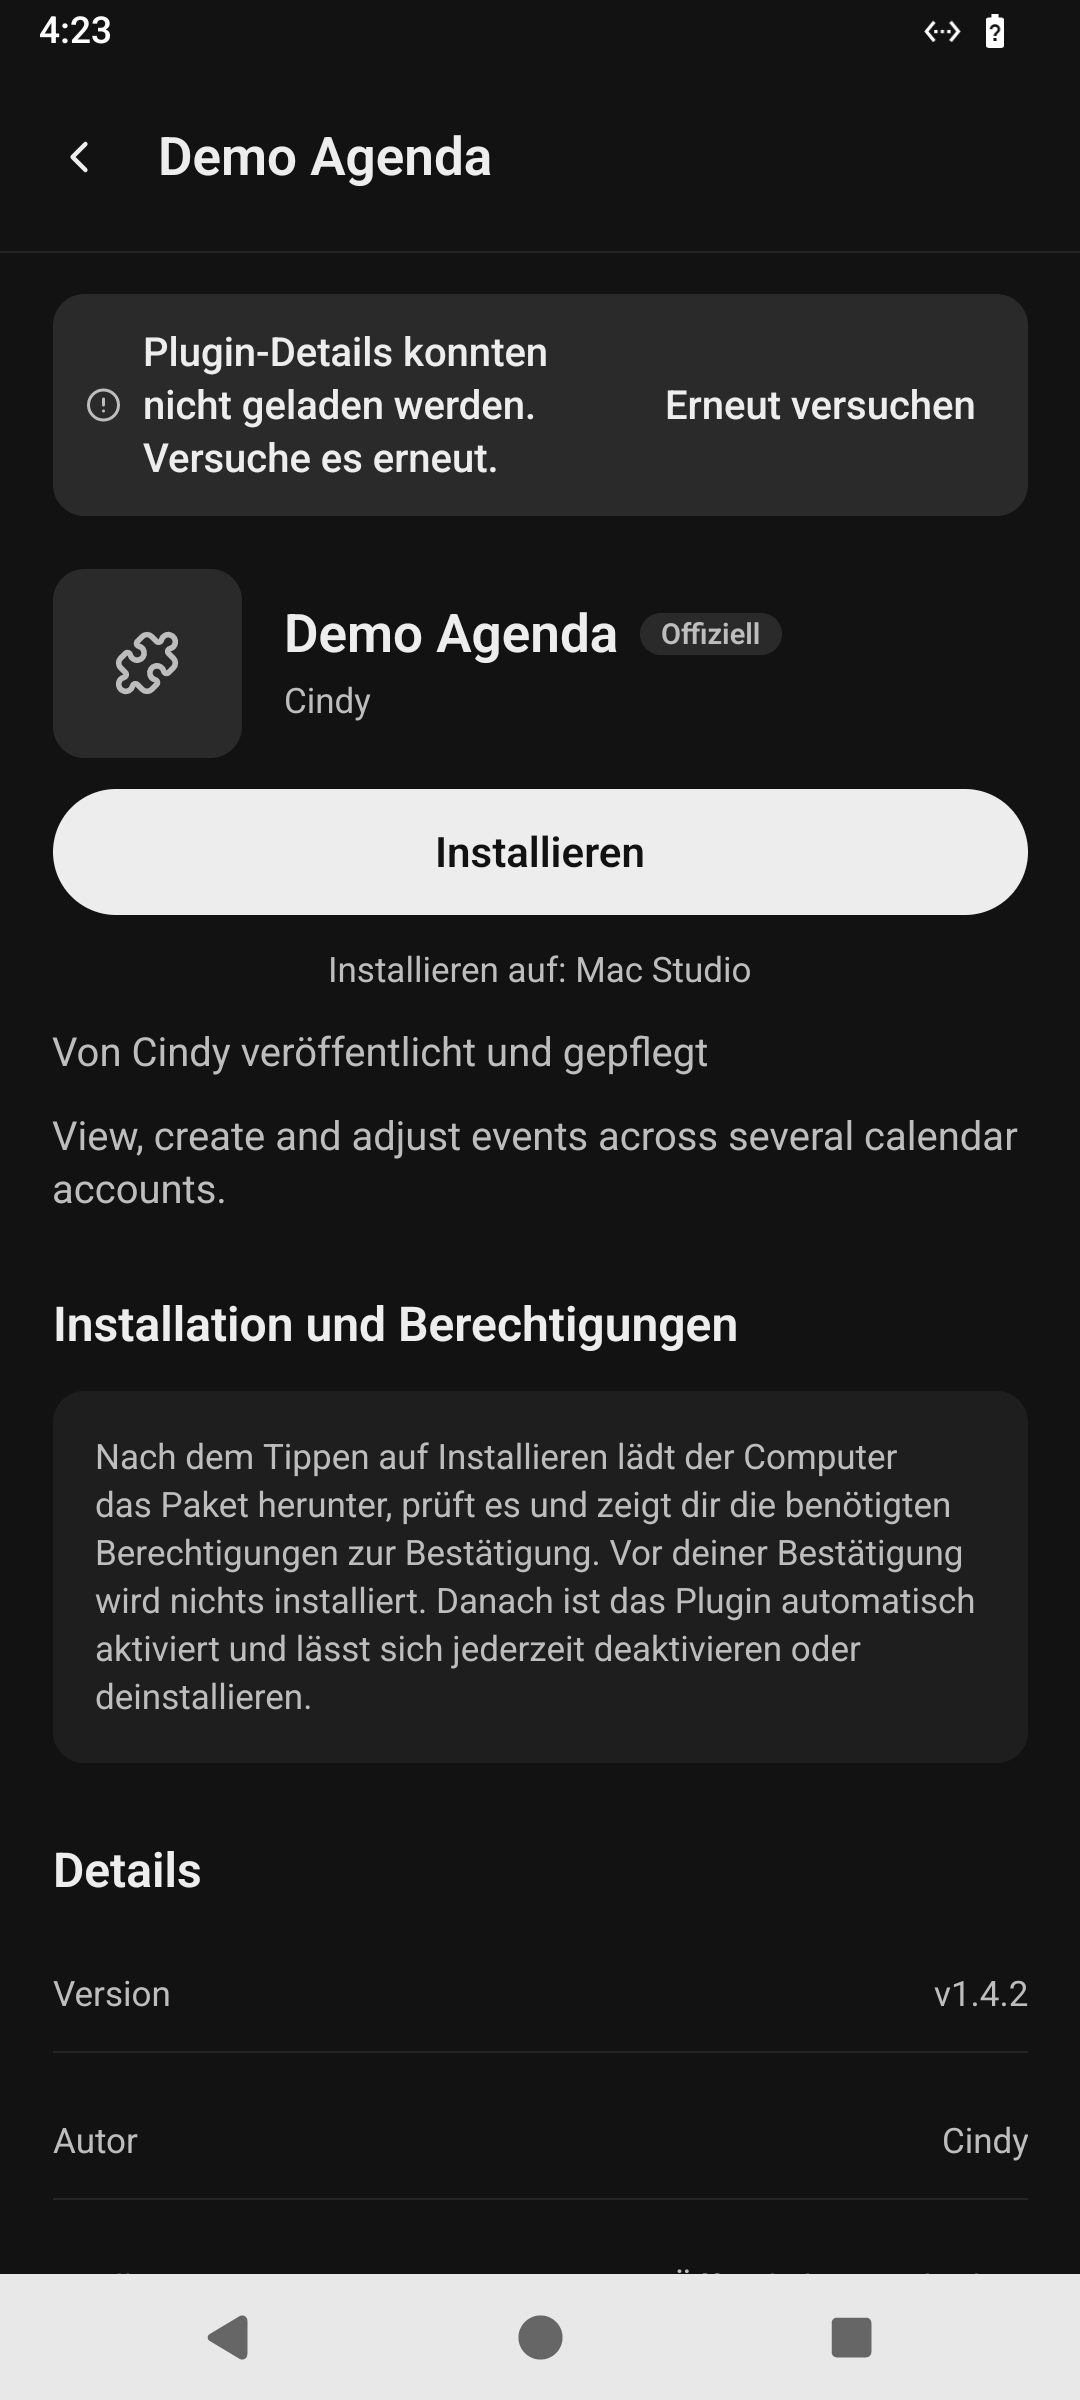 4:23
Demo Agenda
Plugin-Details konnten
nicht geladen werden.
Versuche es erneut.
Erneut versuchen
Demo Agenda
Offiziell
Cindy
Installieren
Installieren auf: Mac Studio
Von Cindy veröffentlicht und gepflegt
View, create and adjust events across several calendar
accounts.
Installation und Berechtigungen
Nach dem Tippen auf Installieren lädt der Computer
das Paket herunter, prüft es und zeigt dir die benötigten
Berechtigungen zur Bestätigung. Vor deiner Bestätigung
wird nichts installiert. Danach ist das Plugin automatisch
aktiviert und lässt sich jederzeit deaktivieren oder
deinstallieren.
Details
Version
v1.4.2
Autor
Cindy